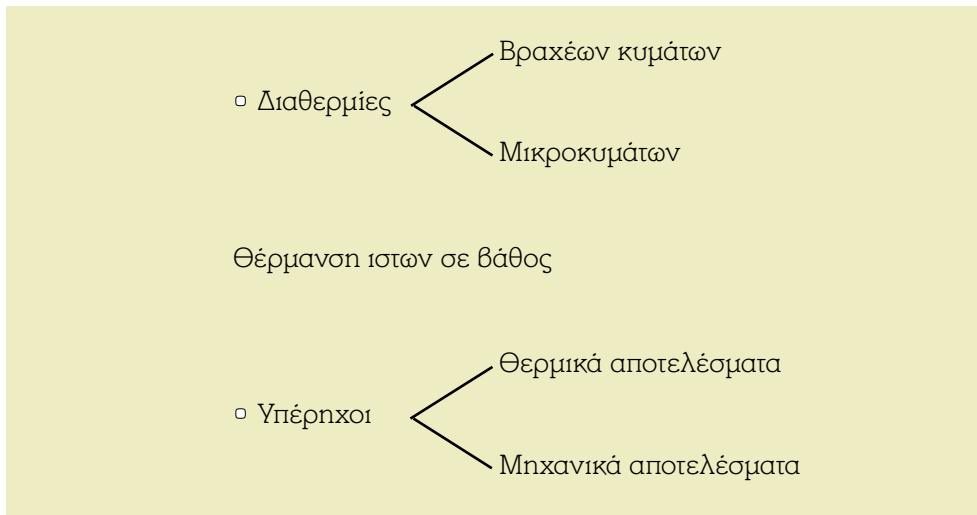 Βραχέων κυμάτων
Διαθερμίες
Μικροκυμάτων
Θέρμανση ιστων σε βάθος
Θερμικά αποτελέσματα
Υπέρηχοι
Μηχανικά αποτελέσματα